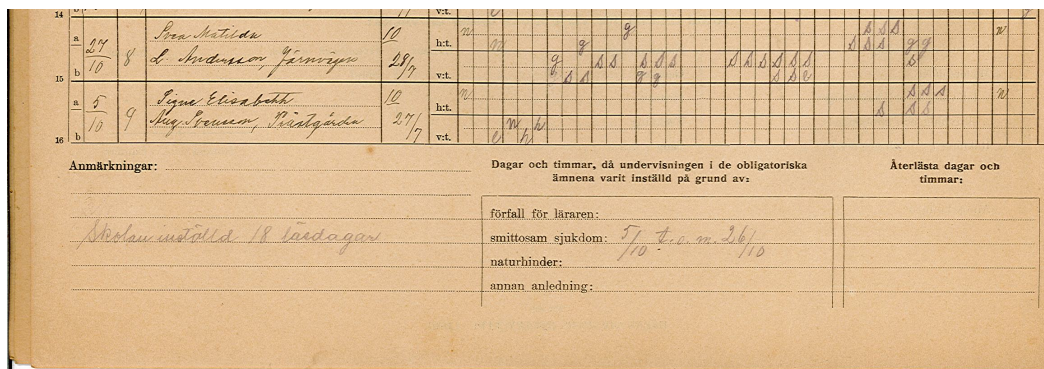 14 v:t.
a 27/10 8 Svea Matilda 10 h:t. n g s s s n
n g s s s g g
b L. Andersson, Järnvägen 28/7 g s s s s s s s s s s s s s
15 v:t. s s g g s s
a 5/10 9 Signe Elisabeth 10 h:t. n s s s n
s s s
b Aug. Svensson, Prästgårda 27/7 n h
16 v:t. e h
Anmärkningar:
Dagar och timmar, då undervisningen i de obligatoriska
ämnena varit inställd på grund av:
Återlästa dagar och
timmar:
förfall för läraren:
Skolan inställd 18 läsdagar
smittosam sjukdom: 5/10 t. o. m. 26/10
naturhinder:
annan anledning: